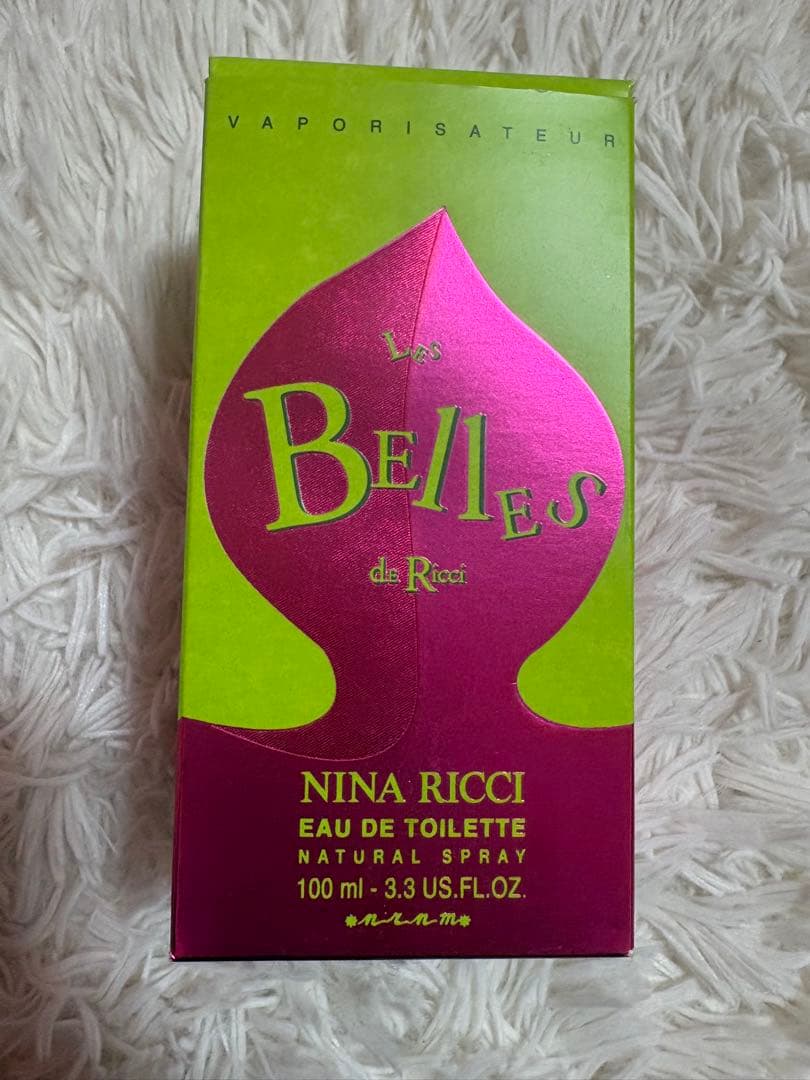 VAPORISATEUR
LES
BEllES
de Ricci
NINA RICCI
EAU DE TOILETTE
NATURAL SPRAY
100 ml - 3.3 US.FL.OZ.